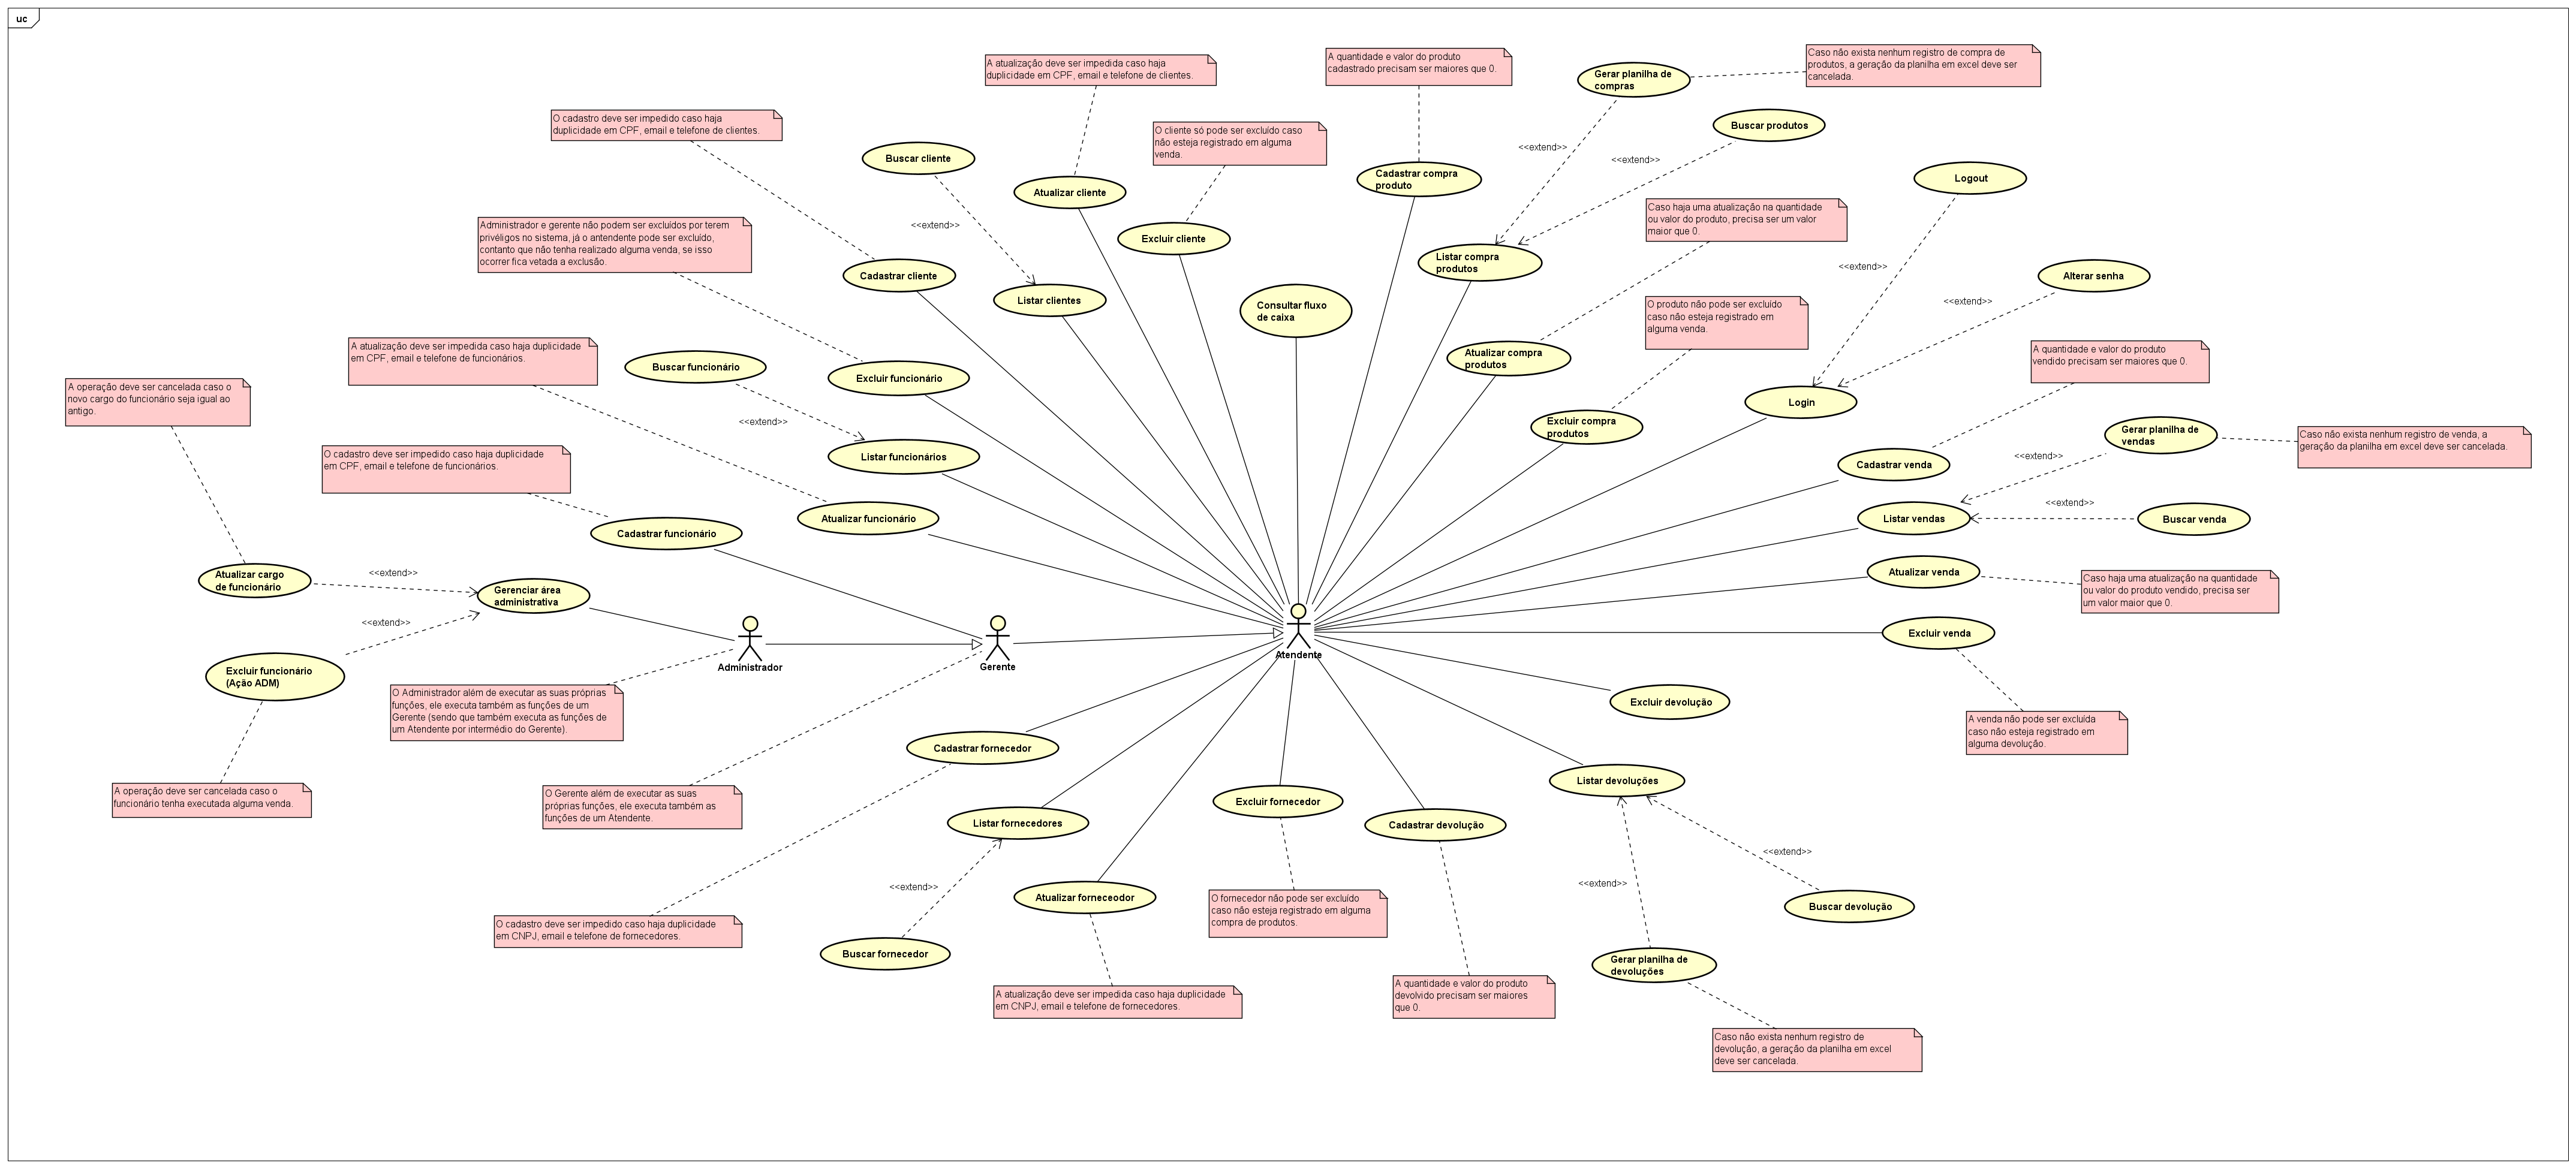 uc
A atualização deve ser impedida caso haja
duplicidade em CPF, email e telefone de clientes.
A quantidade e valor do produto
cadastrado precisam ser maiores que 0.
Gerar planilha de
compras
Caso não exista nenhum registro de compra de
produtos, a geração da planilha em excel deve ser
cancelada.
O cadastro deve ser impedido caso haja
duplicidade em CPF, email e telefone de clientes.
Buscar cliente
O cliente só pode ser excluído caso
não esteja registrado em alguma
venda.
Buscar produtos
<<extend>>
<<extend>>
Atualizar cliente
Cadastrar compra
produto
Logout
Administrador e gerente não podem ser excluídos por terem
privéligos no sistema, já o antendente pode ser excluído,
contanto que não tenha realizado alguma venda, se isso
ocorrer fica vetada a exclusão.
<<extend>>
Excluir cliente
Caso haja uma atualização na quantidade
ou valor do produto, precisa ser um valor
maior que 0.
Cadastrar cliente
Listar clientes
Consultar fluxo
de caixa
Listar compra
produtos
<<extend>>
Alterar senha
<<extend>>
O produto não pode ser excluído
caso não esteja registrado em
alguma venda.
A atualização deve ser impedida caso haja duplicidade
em CPF, email e telefone de funcionários.
Buscar funcionário
Excluir funcionário
Atualizar compra
produtos
A quantidade e valor do produto
vendido precisam ser maiores que 0.
A operação deve ser cancelada caso o
novo cargo do funcionário seja igual ao
antigo.
<<extend>>
Login
Excluir compra
produtos
Gerar planilha de
vendas
Caso não exista nenhum registro de venda, a
geração da planilha em excel deve ser cancelada.
O cadastro deve ser impedido caso haja duplicidade
em CPF, email e telefone de funcionários.
Listar funcionários
Cadastrar venda
<<extend>>
Cadastrar funcionário
Atualizar funcionário
Listar vendas
<<extend>>
Buscar venda
Atualizar cargo
de funcionário
<<extend>>
Gerenciar área
administrativa
Atualizar venda
Caso haja uma atualização na quantidade
ou valor do produto vendido, precisa ser
um valor maior que 0.
<<extend>>
Excluir venda
Administrador
Gerente
Atendente
Excluir funcionário
(Ação ADM)
O Administrador além de executar as suas próprias
funções, ele executa também as funções de um
Gerente (sendo que também executa as funções de
um Atendente por intermédio do Gerente).
Excluir devolução
A venda não pode ser excluída
caso não esteja registrado em
alguma devolução.
Cadastrar fornecedor
Listar devoluções
A operação deve ser cancelada caso o
funcionário tenha executada alguma venda.
O Gerente além de executar as suas
próprias funções, ele executa também as
funções de um Atendente.
Listar fornecedores
Excluir fornecedor
Cadastrar devolução
<<extend>>
<<extend>>
<<extend>>
Atualizar forneceodor
O fornecedor não pode ser excluído
caso não esteja registrado em alguma
compra de produtos.
Buscar devolução
O cadastro deve ser impedido caso haja duplicidade
em CNPJ, email e telefone de fornecedores.
Buscar fornecedor
Gerar planilha de
devoluções
A atualização deve ser impedida caso haja duplicidade
em CNPJ, email e telefone de fornecedores.
A quantidade e valor do produto
devolvido precisam ser maiores
que 0.
Caso não exista nenhum registro de
devolução, a geração da planilha em excel
deve ser cancelada.